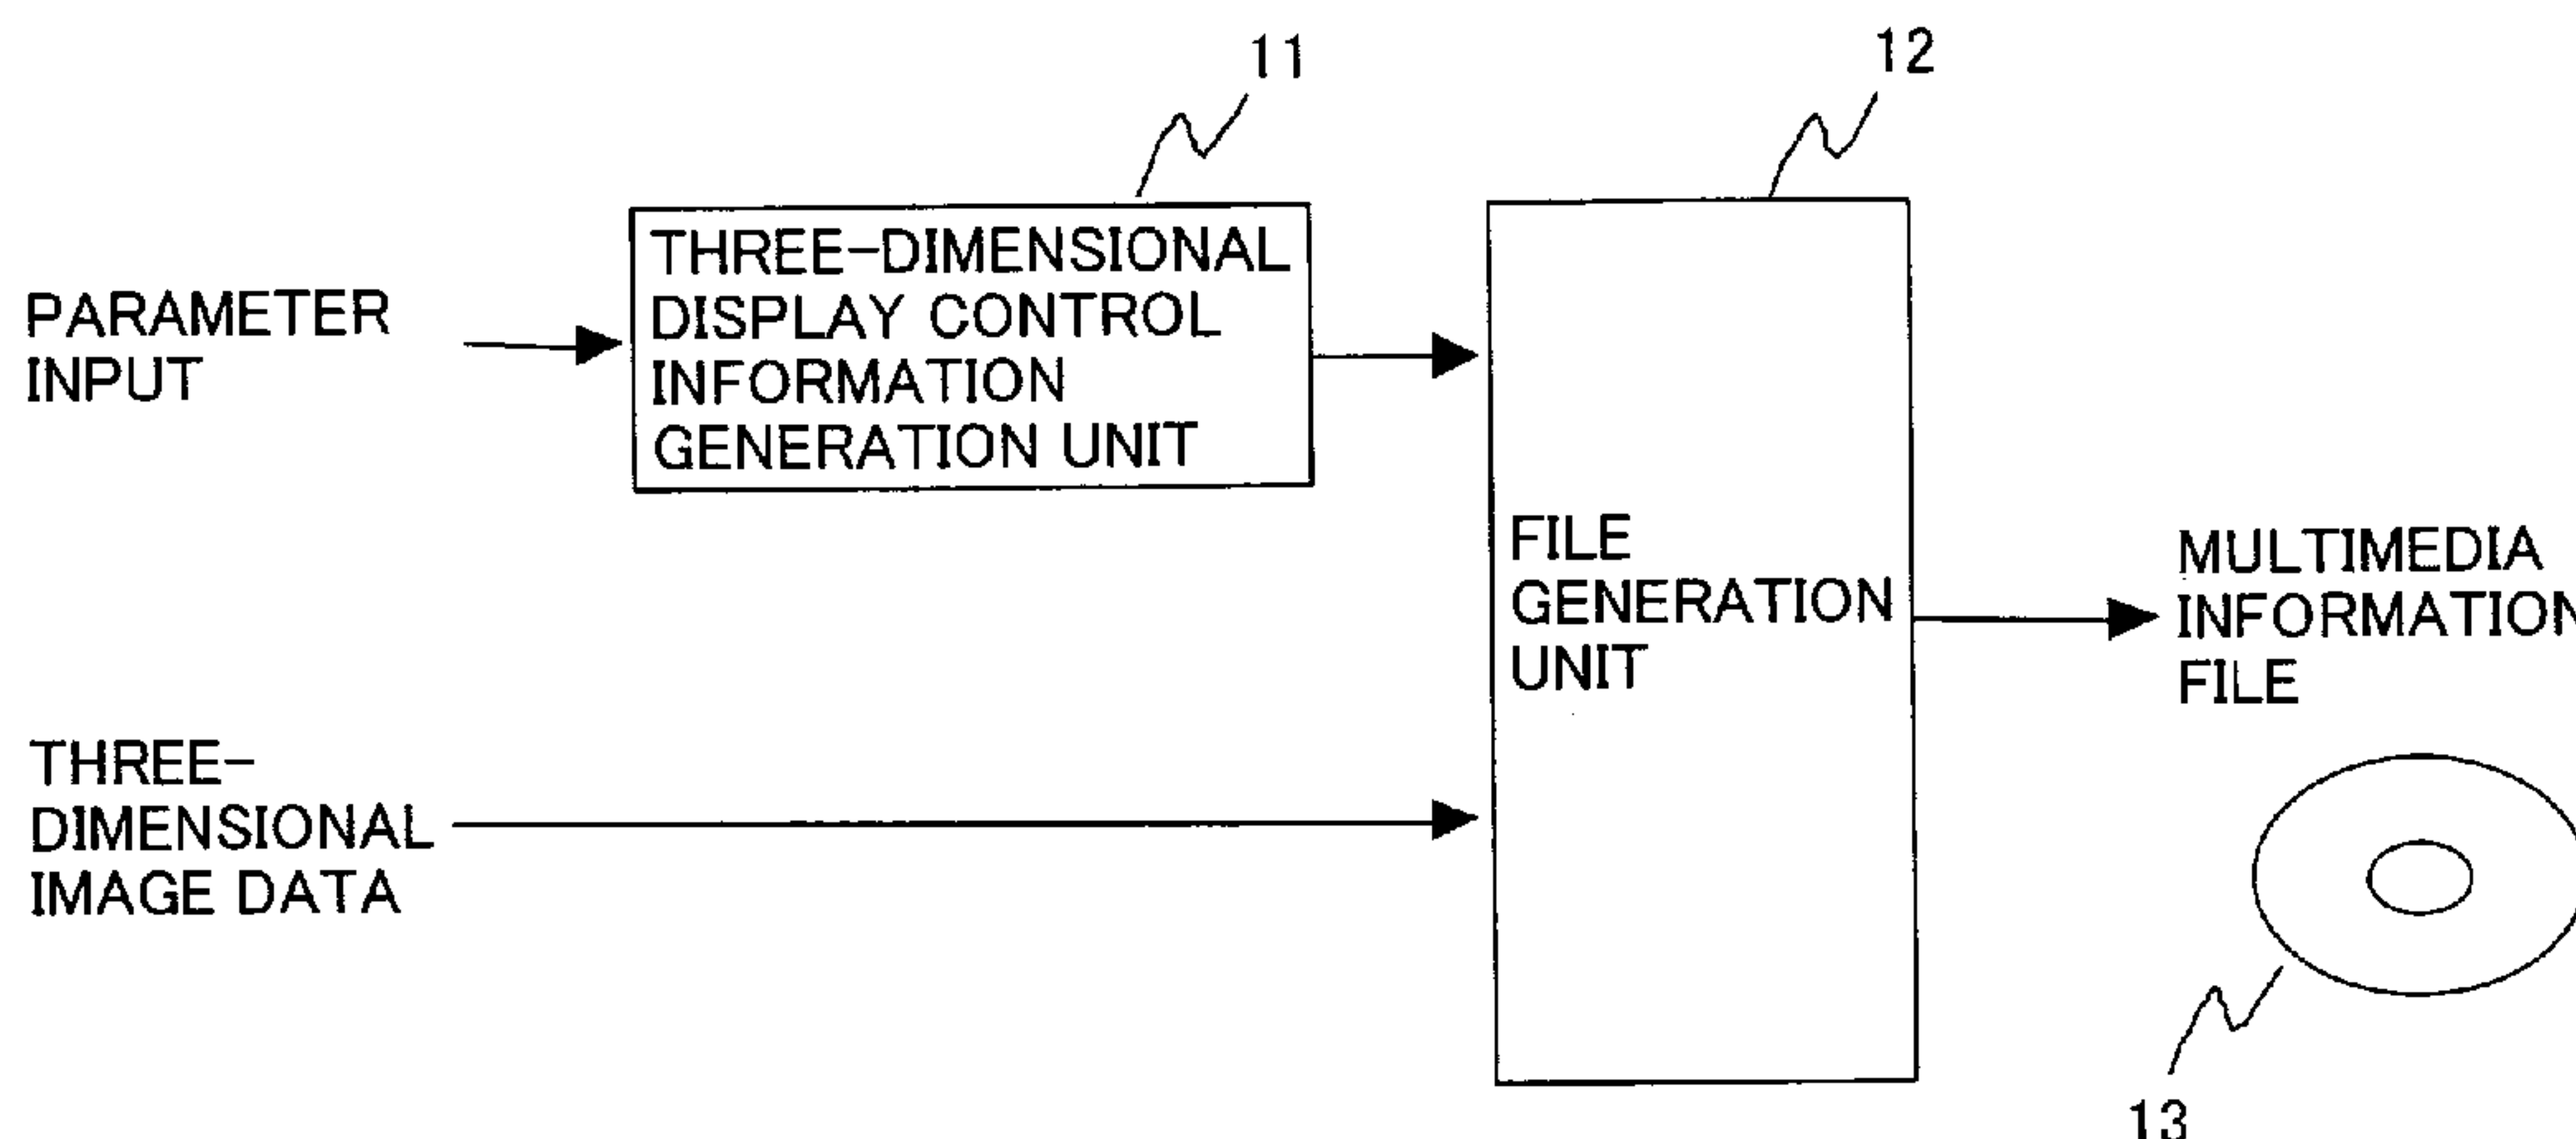 11
12
THREE-DIMENSIONAL
DISPLAY CONTROL
INFORMATION
GENERATION UNIT
PARAMETER
INPUT
FILE
GENERATION
UNIT
MULTIMEDIA
INFORMATION
FILE
THREE-
DIMENSIONAL
IMAGE DATA
13